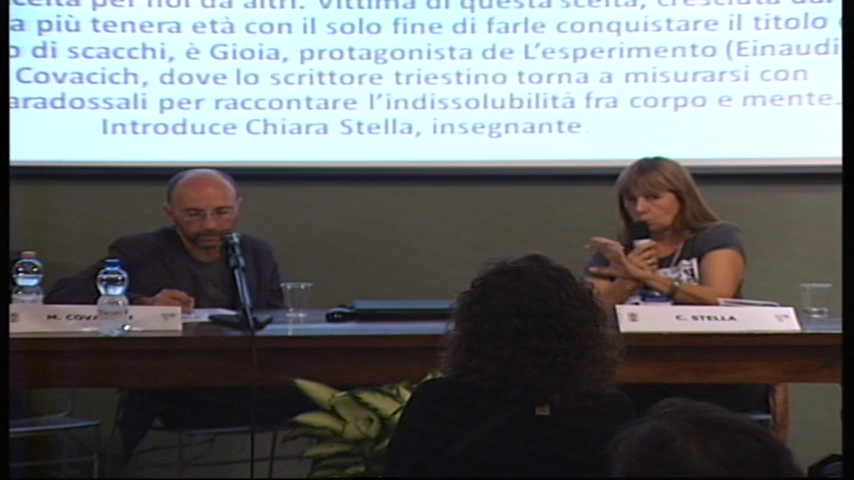 per noi da altri. Vittima di questa scelta, cresciuta
a più tenera età con il solo fine di farle conquistare il titolo
di scacchi, è Gioia, protagonista de L'esperimento (Einaudi
Covacich, dove lo scrittore triestino torna a misurarsi con
aradossali per raccontare l'indissolubilità fra corpo e mente.
Introduce Chiara Stella, insegnante.
M. COVA
C. STELLA